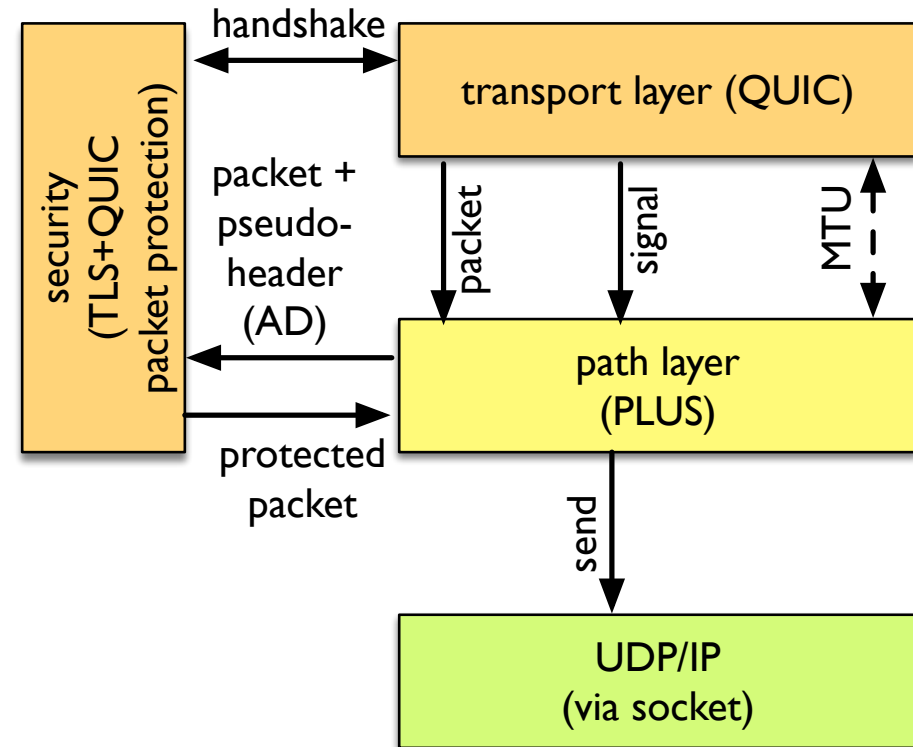 handshake
transport layer (QUIC)
security
(TLS+QUIC
packet protection)
packet +
pseudo-
header
(AD)
packet
signal
MTU
path layer
(PLUS)
protected
packet
send
UDP/IP
(via socket)